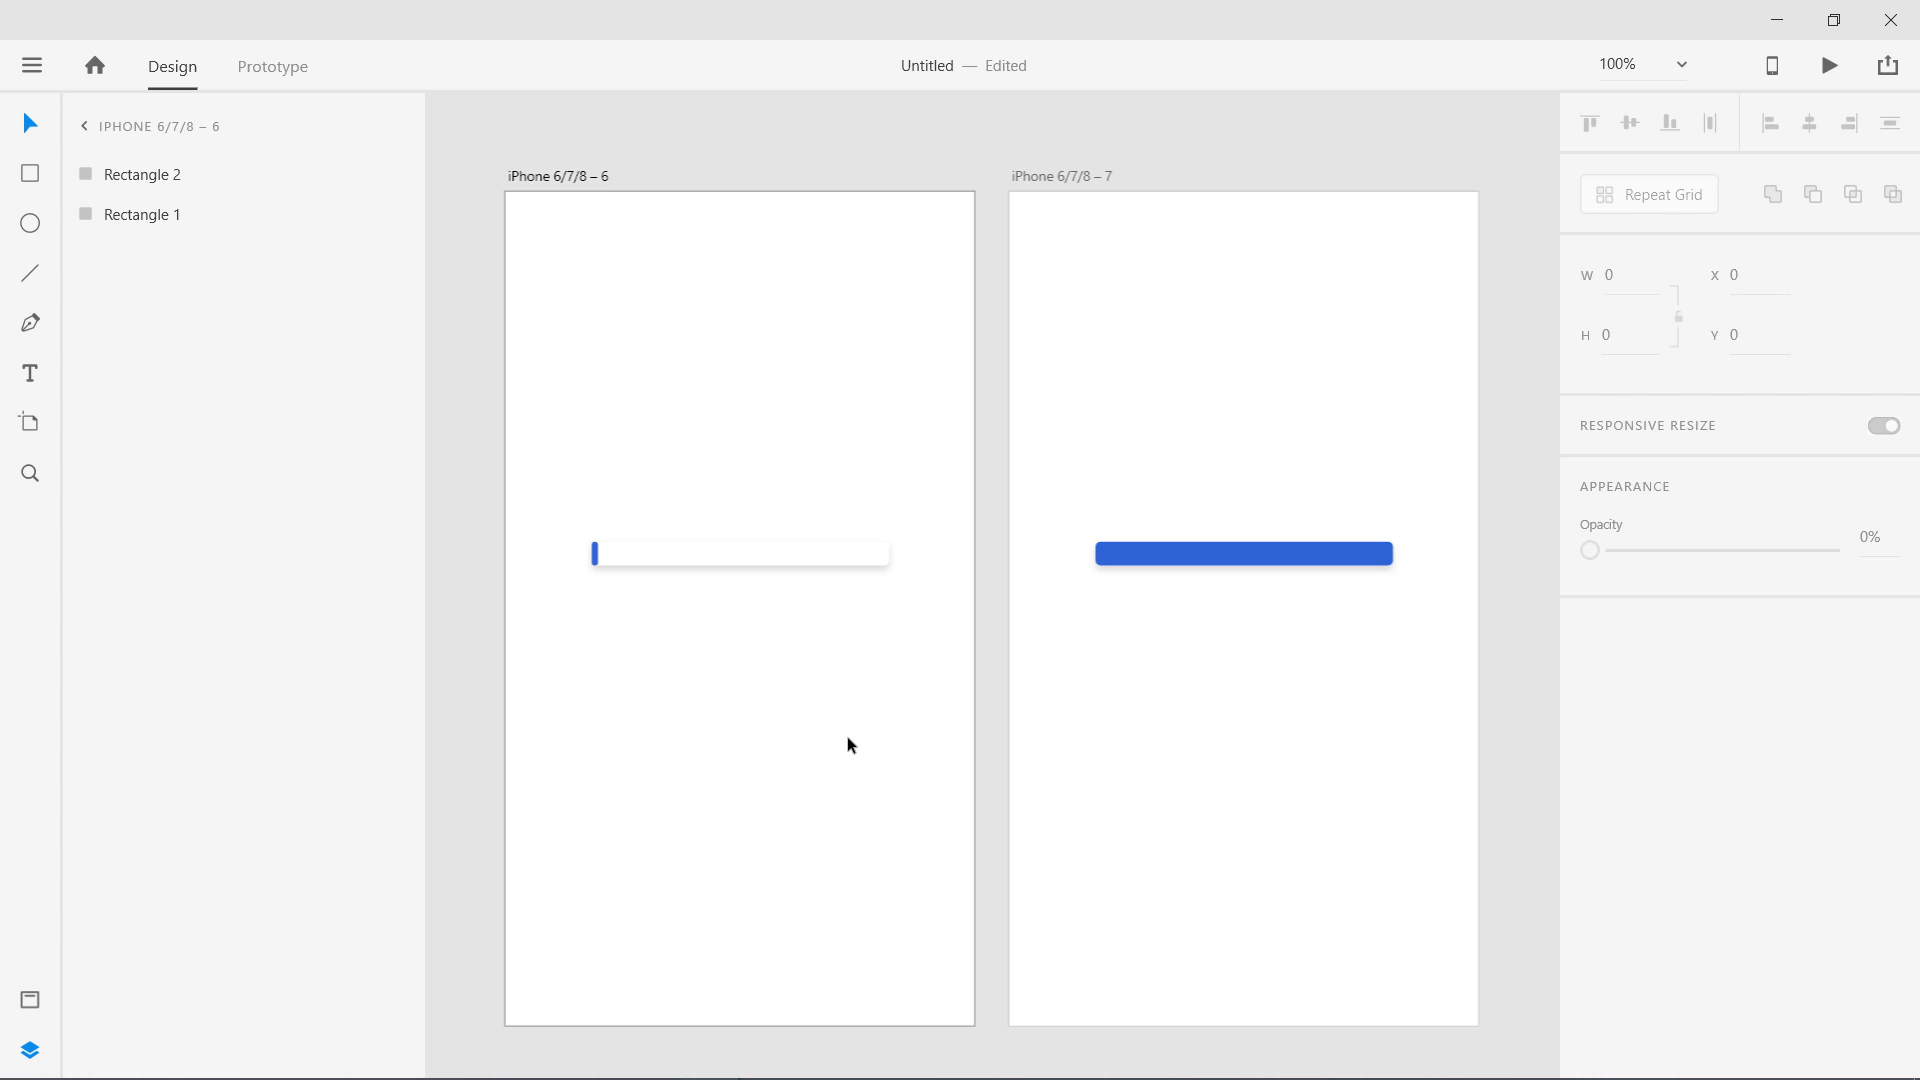 Design
Prototype
Untitled — Edited
100%
IPHONE 6/7/8 – 6
Rectangle 2
Rectangle 1
iPhone 6/7/8 – 6
iPhone 6/7/8 – 7
Repeat Grid
W 0
X 0
H 0
Y 0
RESPONSIVE RESIZE
APPEARANCE
Opacity
0%